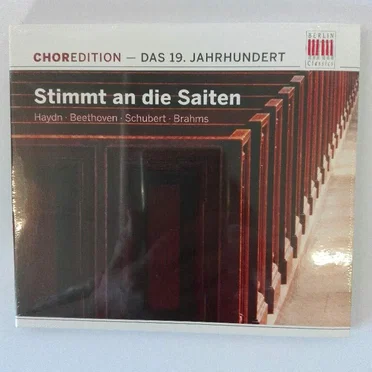 CHOREDITION — DAS 19. JAHRHUNDERT
BERLIN
Classics
Stimmt an die Saiten
Haydn · Beethoven · Schubert · Brahms